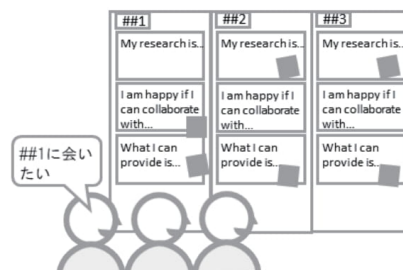 ##1
My research is..
I am happy if I
can collaborate
with...
What I can
provide is...
##2
My research is..
I am happy if I
can collaborate
with...
What I can
provide is...
##3
My research is..
I am happy if I
can collaborate
with...
What I can
provide is...
##1に会い
たい